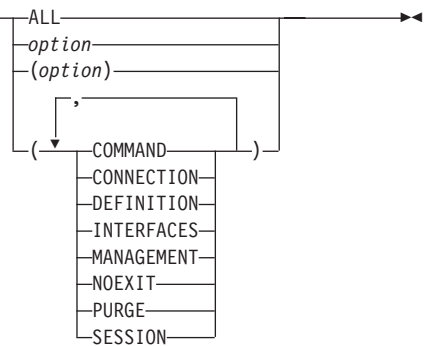 ALL
option
(option)
,
( COMMAND )
CONNECTION
DEFINITION
INTERFACES
MANAGEMENT
NOEXIT
PURGE
SESSION